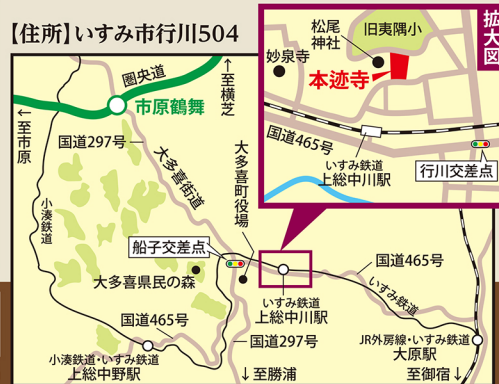 【住所】いすみ市行川504
拡大図
松尾
神社
旧夷隅小
妙泉寺
本迹寺
国道465号
いすみ鉄道
上総中川駅
行川交差点
圏央道
↑至横芝
市原鶴舞
←至市原
国道297号
大多喜街道
大多喜町役場
小湊鉄道
船子交差点
大多喜県民の森
国道465号
いすみ鉄道
いすみ鉄道
上総中川駅
国道465号
国道297号
JR外房線・いすみ鉄道
大原駅
小湊鉄道・いすみ鉄道
上総中野駅
↓至勝浦
至御宿↓